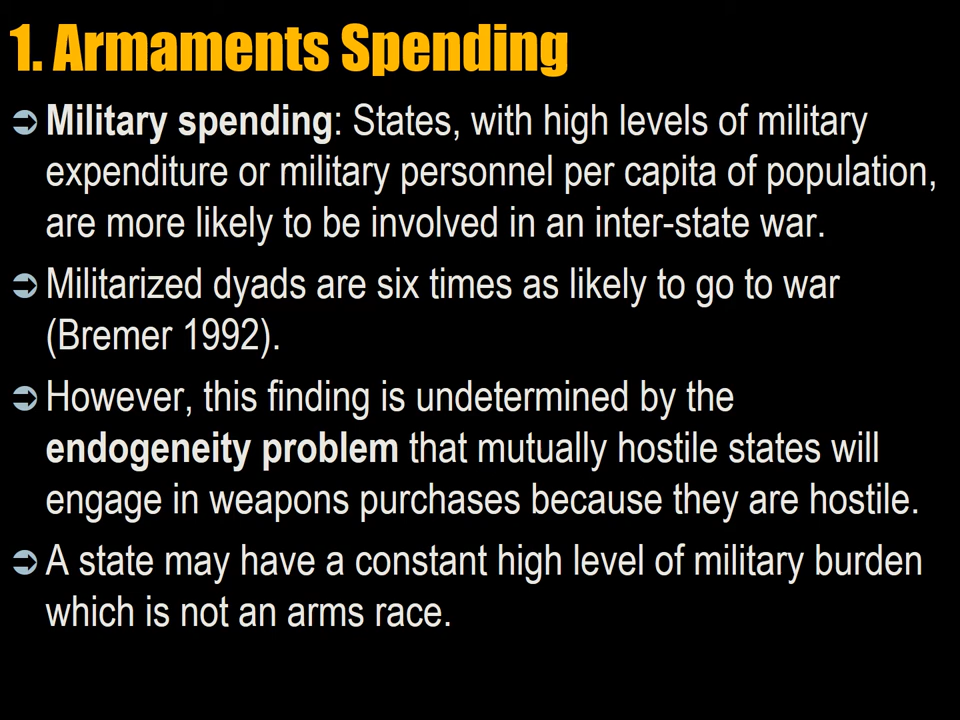 1. Armaments Spending
➲ Military spending: States, with high levels of military
expenditure or military personnel per capita of population,
are more likely to be involved in an inter-state war.
➲ Militarized dyads are six times as likely to go to war
(Bremer 1992).
➲ However, this finding is undetermined by the
endogeneity problem that mutually hostile states will
engage in weapons purchases because they are hostile.
➲ A state may have a constant high level of military burden
which is not an arms race.